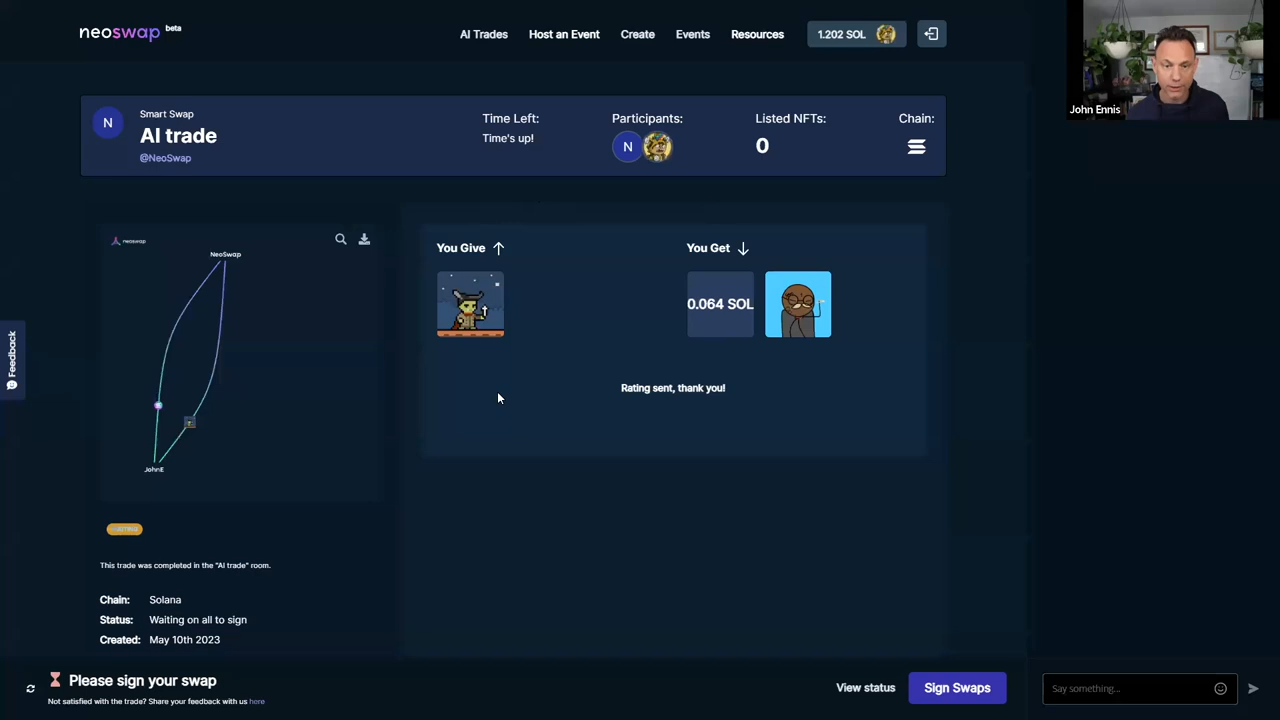 neoswap beta
AI Trades
Host an Event
Create
Events
Resources
1.202 SOL
John Ennis
N
Smart Swap
AI trade
@NeoSwap
Time Left:
Time's up!
Participants:
N
Listed NFTs:
0
Chain:
neoswap
NeoSwap
JohnE
You Give
You Get
0.064 SOL
Rating sent, thank you!
Feedback
This trade was completed in the "AI trade" room.
Chain: Solana
Status: Waiting on all to sign
Created: May 10th 2023
Please sign your swap
Not satisfied with the trade? Share your feedback with us here
View status
Sign Swaps
Say something...